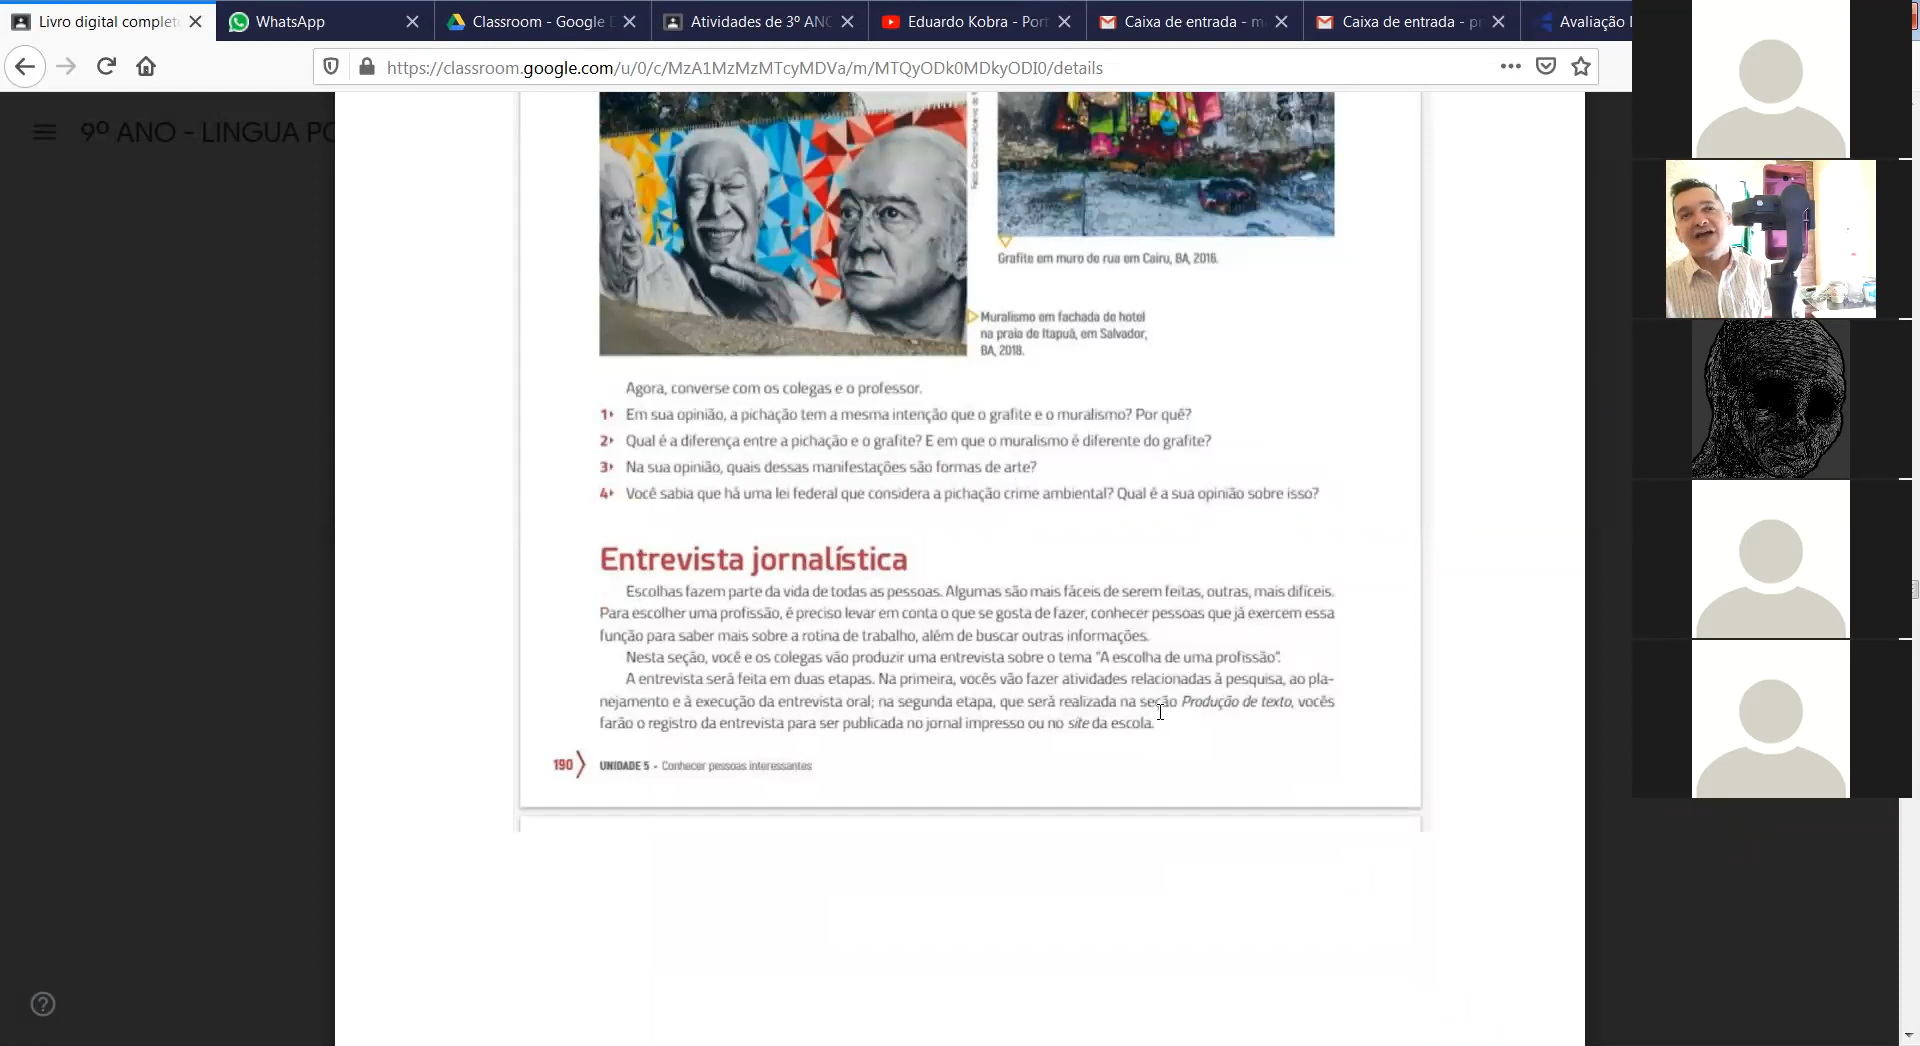 Livro digital complet
WhatsApp
Classroom - Google
Atividades de 3º ANO
Eduardo Kobra - Port
Caixa de entrada - m
Caixa de entrada - p
Avaliação
https://classroom.google.com/u/0/c/MzA1MzMzMTcyMDVa/m/MTQyODk0MDkyODI0/details
9º ANO - LINGUA PO
Grafite em muro de rua em Cairu, BA, 2016.
Muralismo em fachada de hotel
na praia de Itapuã, em Salvador,
BA, 2018.
Agora, converse com os colegas e o professor.
1 Em sua opinião, a pichação tem a mesma intenção que o grafite e o muralismo? Por quê?
2 Qual é a diferença entre a pichação e o grafite? E em que o muralismo é diferente do grafite?
3 Na sua opinião, quais dessas manifestações são formas de arte?
4 Você sabia que há uma lei federal que considera a pichação crime ambiental? Qual é a sua opinião sobre isso?
Entrevista jornalística
Escolhas fazem parte da vida de todas as pessoas. Algumas são mais fáceis de serem feitas, outras, mais difíceis.
Para escolher uma profissão, é preciso levar em conta o que se gosta de fazer, conhecer pessoas que já exercem essa
função para saber mais sobre a rotina de trabalho, além de buscar outras informações.
Nesta seção, você e os colegas vão produzir uma entrevista sobre o tema "A escolha de uma profissão".
A entrevista será feita em duas etapas. Na primeira, vocês vão fazer atividades relacionadas à pesquisa, ao pla-
nejamento e à execução da entrevista oral; na segunda etapa, que será realizada na seção Produção de texto, vocês
farão o registro da entrevista para ser publicada no jornal impresso ou no site da escola.
190 UNIDADE 5 - Conhecer pessoas interessantes